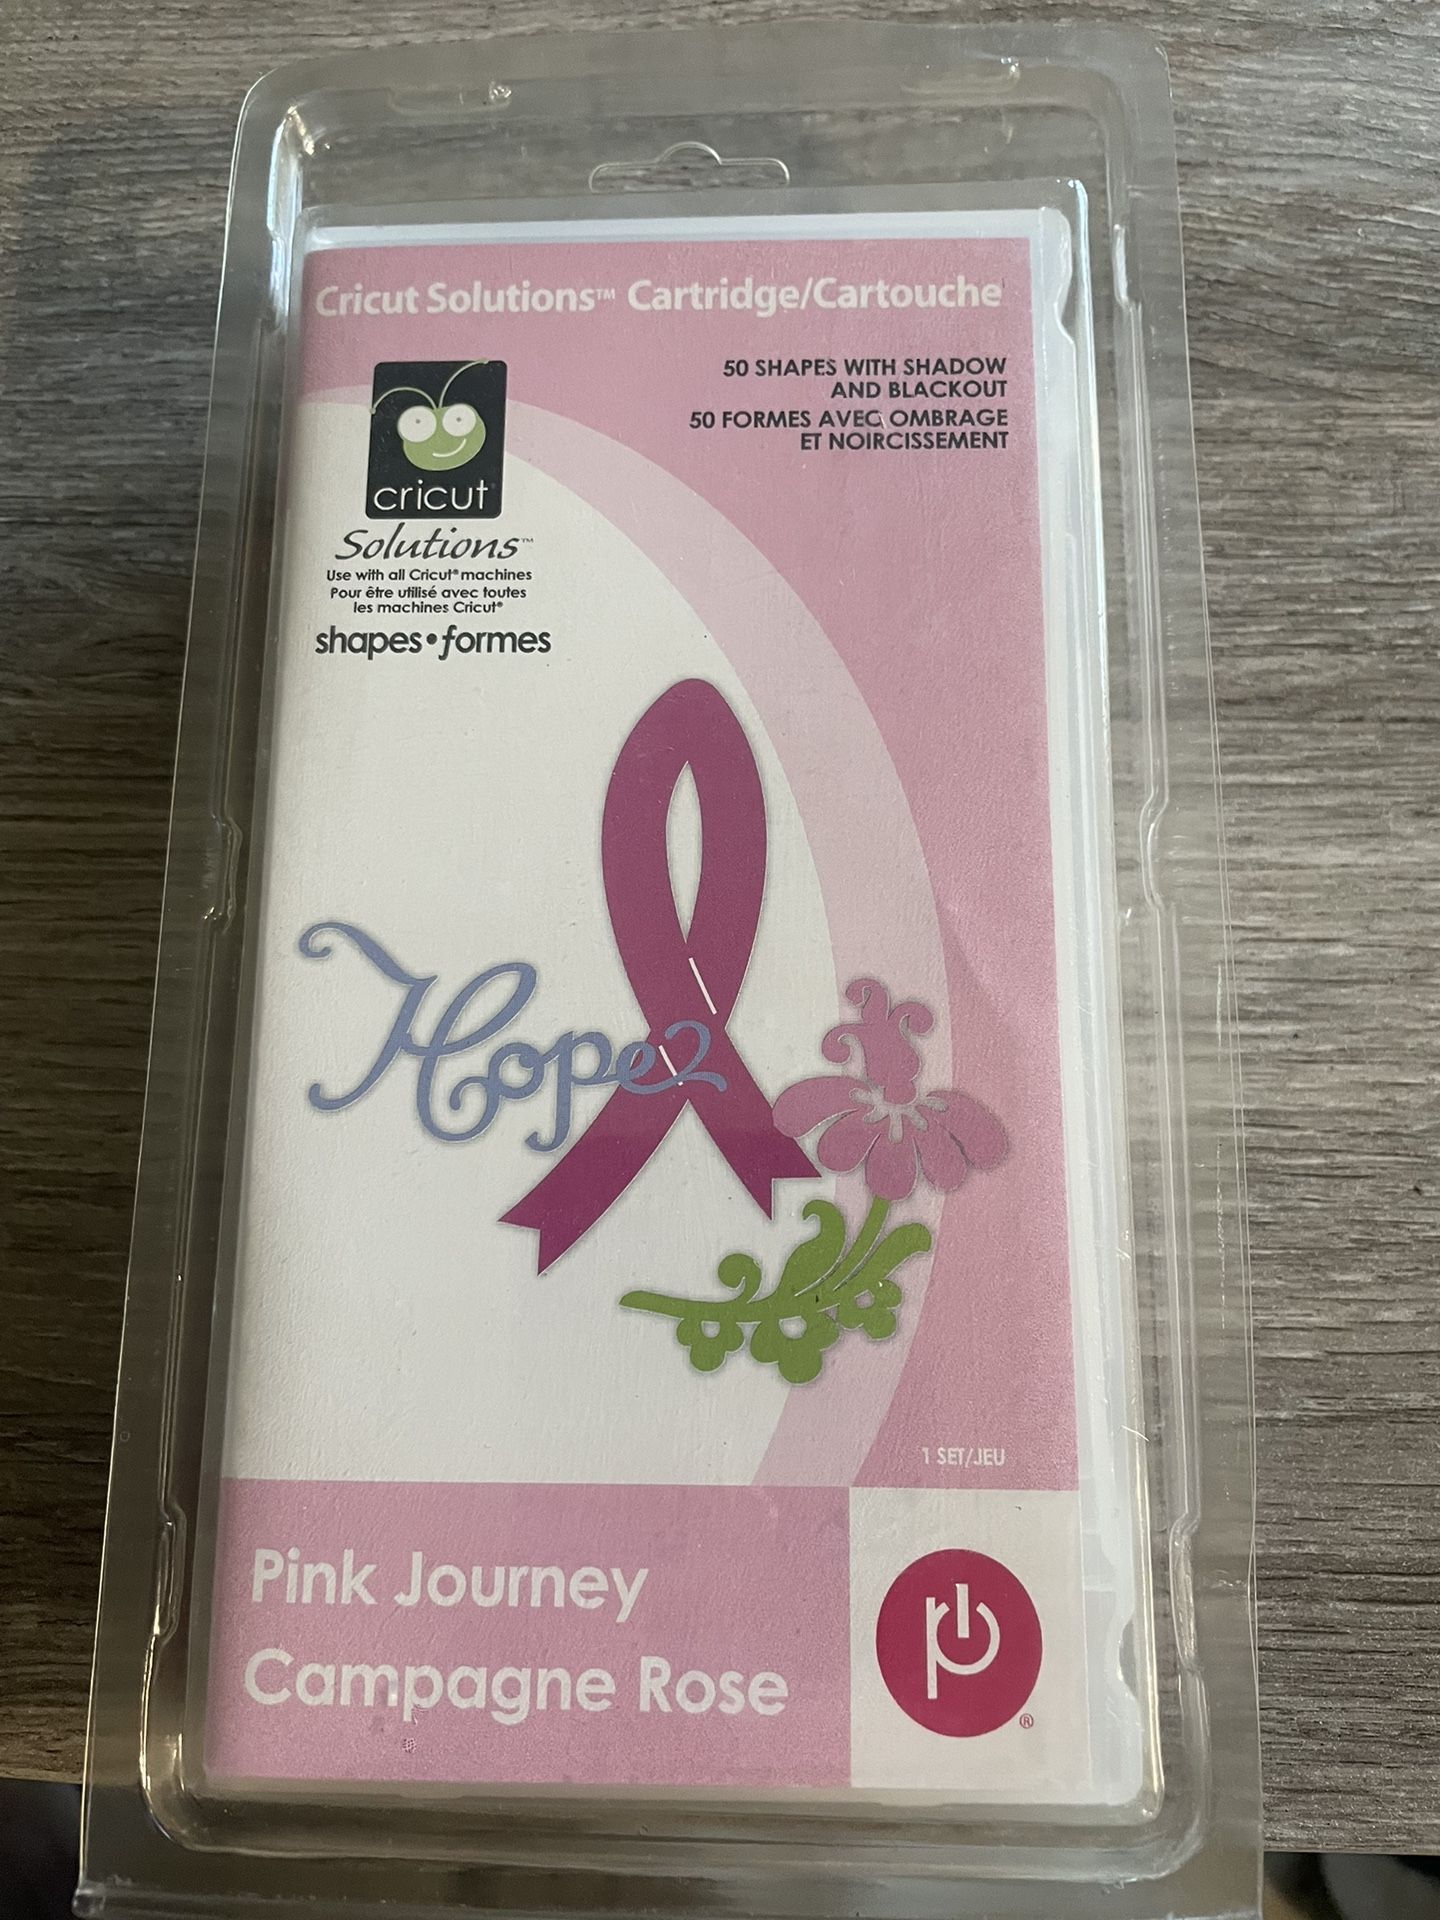 Cricut Solutions™ Cartridge/Cartouche
50 SHAPES WITH SHADOW
AND BLACKOUT
50 FORMES AVEC OMBRAGE
ET NOIRCISSEMENT
cricut
Solutions™
Use with all Cricut® machines
Pour être utilisé avec toutes
les machines Cricut®
shapes•formes
Hope
1 SET/JEU
Pink Journey
Campagne Rose
®